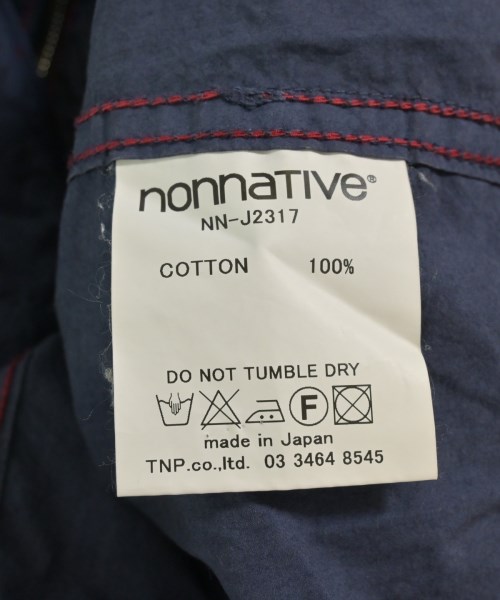 nonnative®
NN-J2317
COTTON 100%
DO NOT TUMBLE DRY
F
made in Japan
TNP.co.,ltd. 03 3464 8545